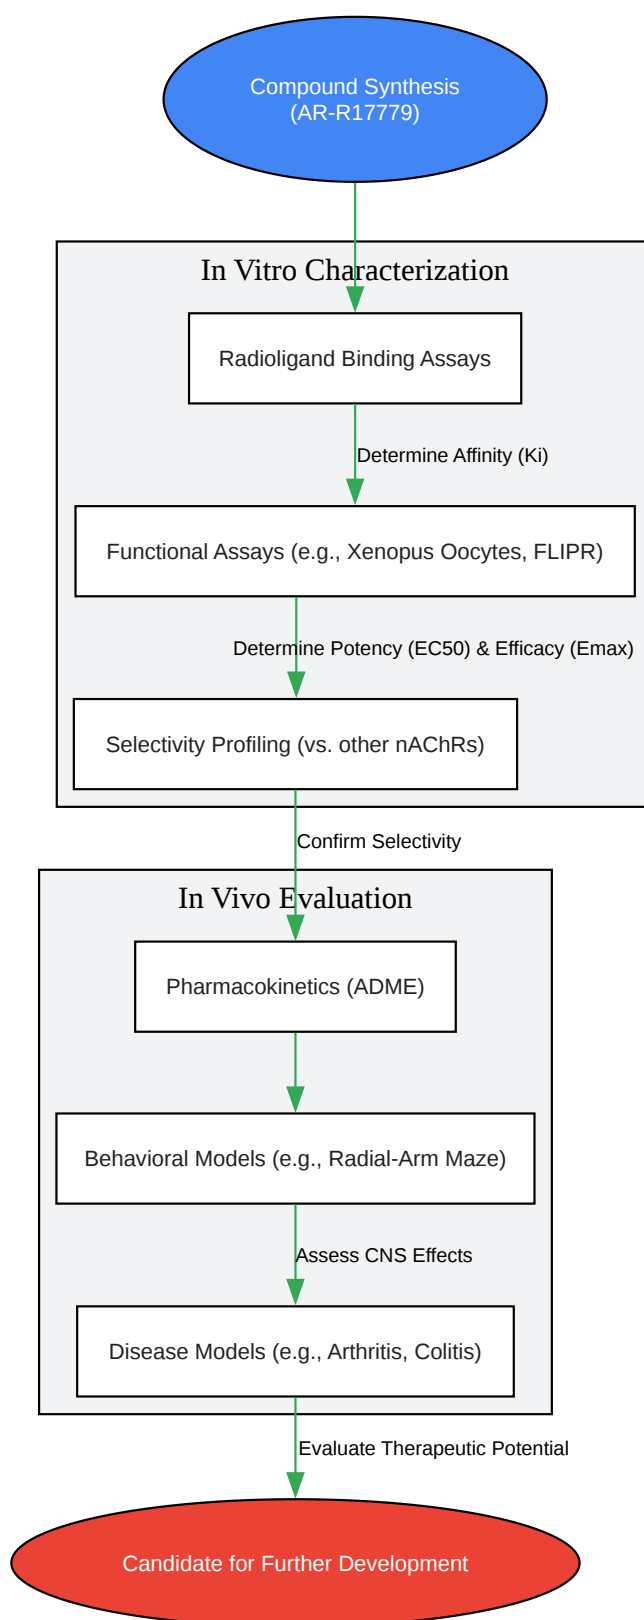 Compound Synthesis
(AR-R17779)
In Vitro Characterization
Radioligand Binding Assays
Determine Affinity (Ki)
Functional Assays (e.g., Xenopus Oocytes, FLIPR)
Determine Potency (EC50) & Efficacy (Emax)
Selectivity Profiling (vs. other nAChRs)
Confirm Selectivity
In Vivo Evaluation
Pharmacokinetics (ADME)
Behavioral Models (e.g., Radial-Arm Maze)
Assess CNS Effects
Disease Models (e.g., Arthritis, Colitis)
Evaluate Therapeutic Potential
Candidate for Further Development